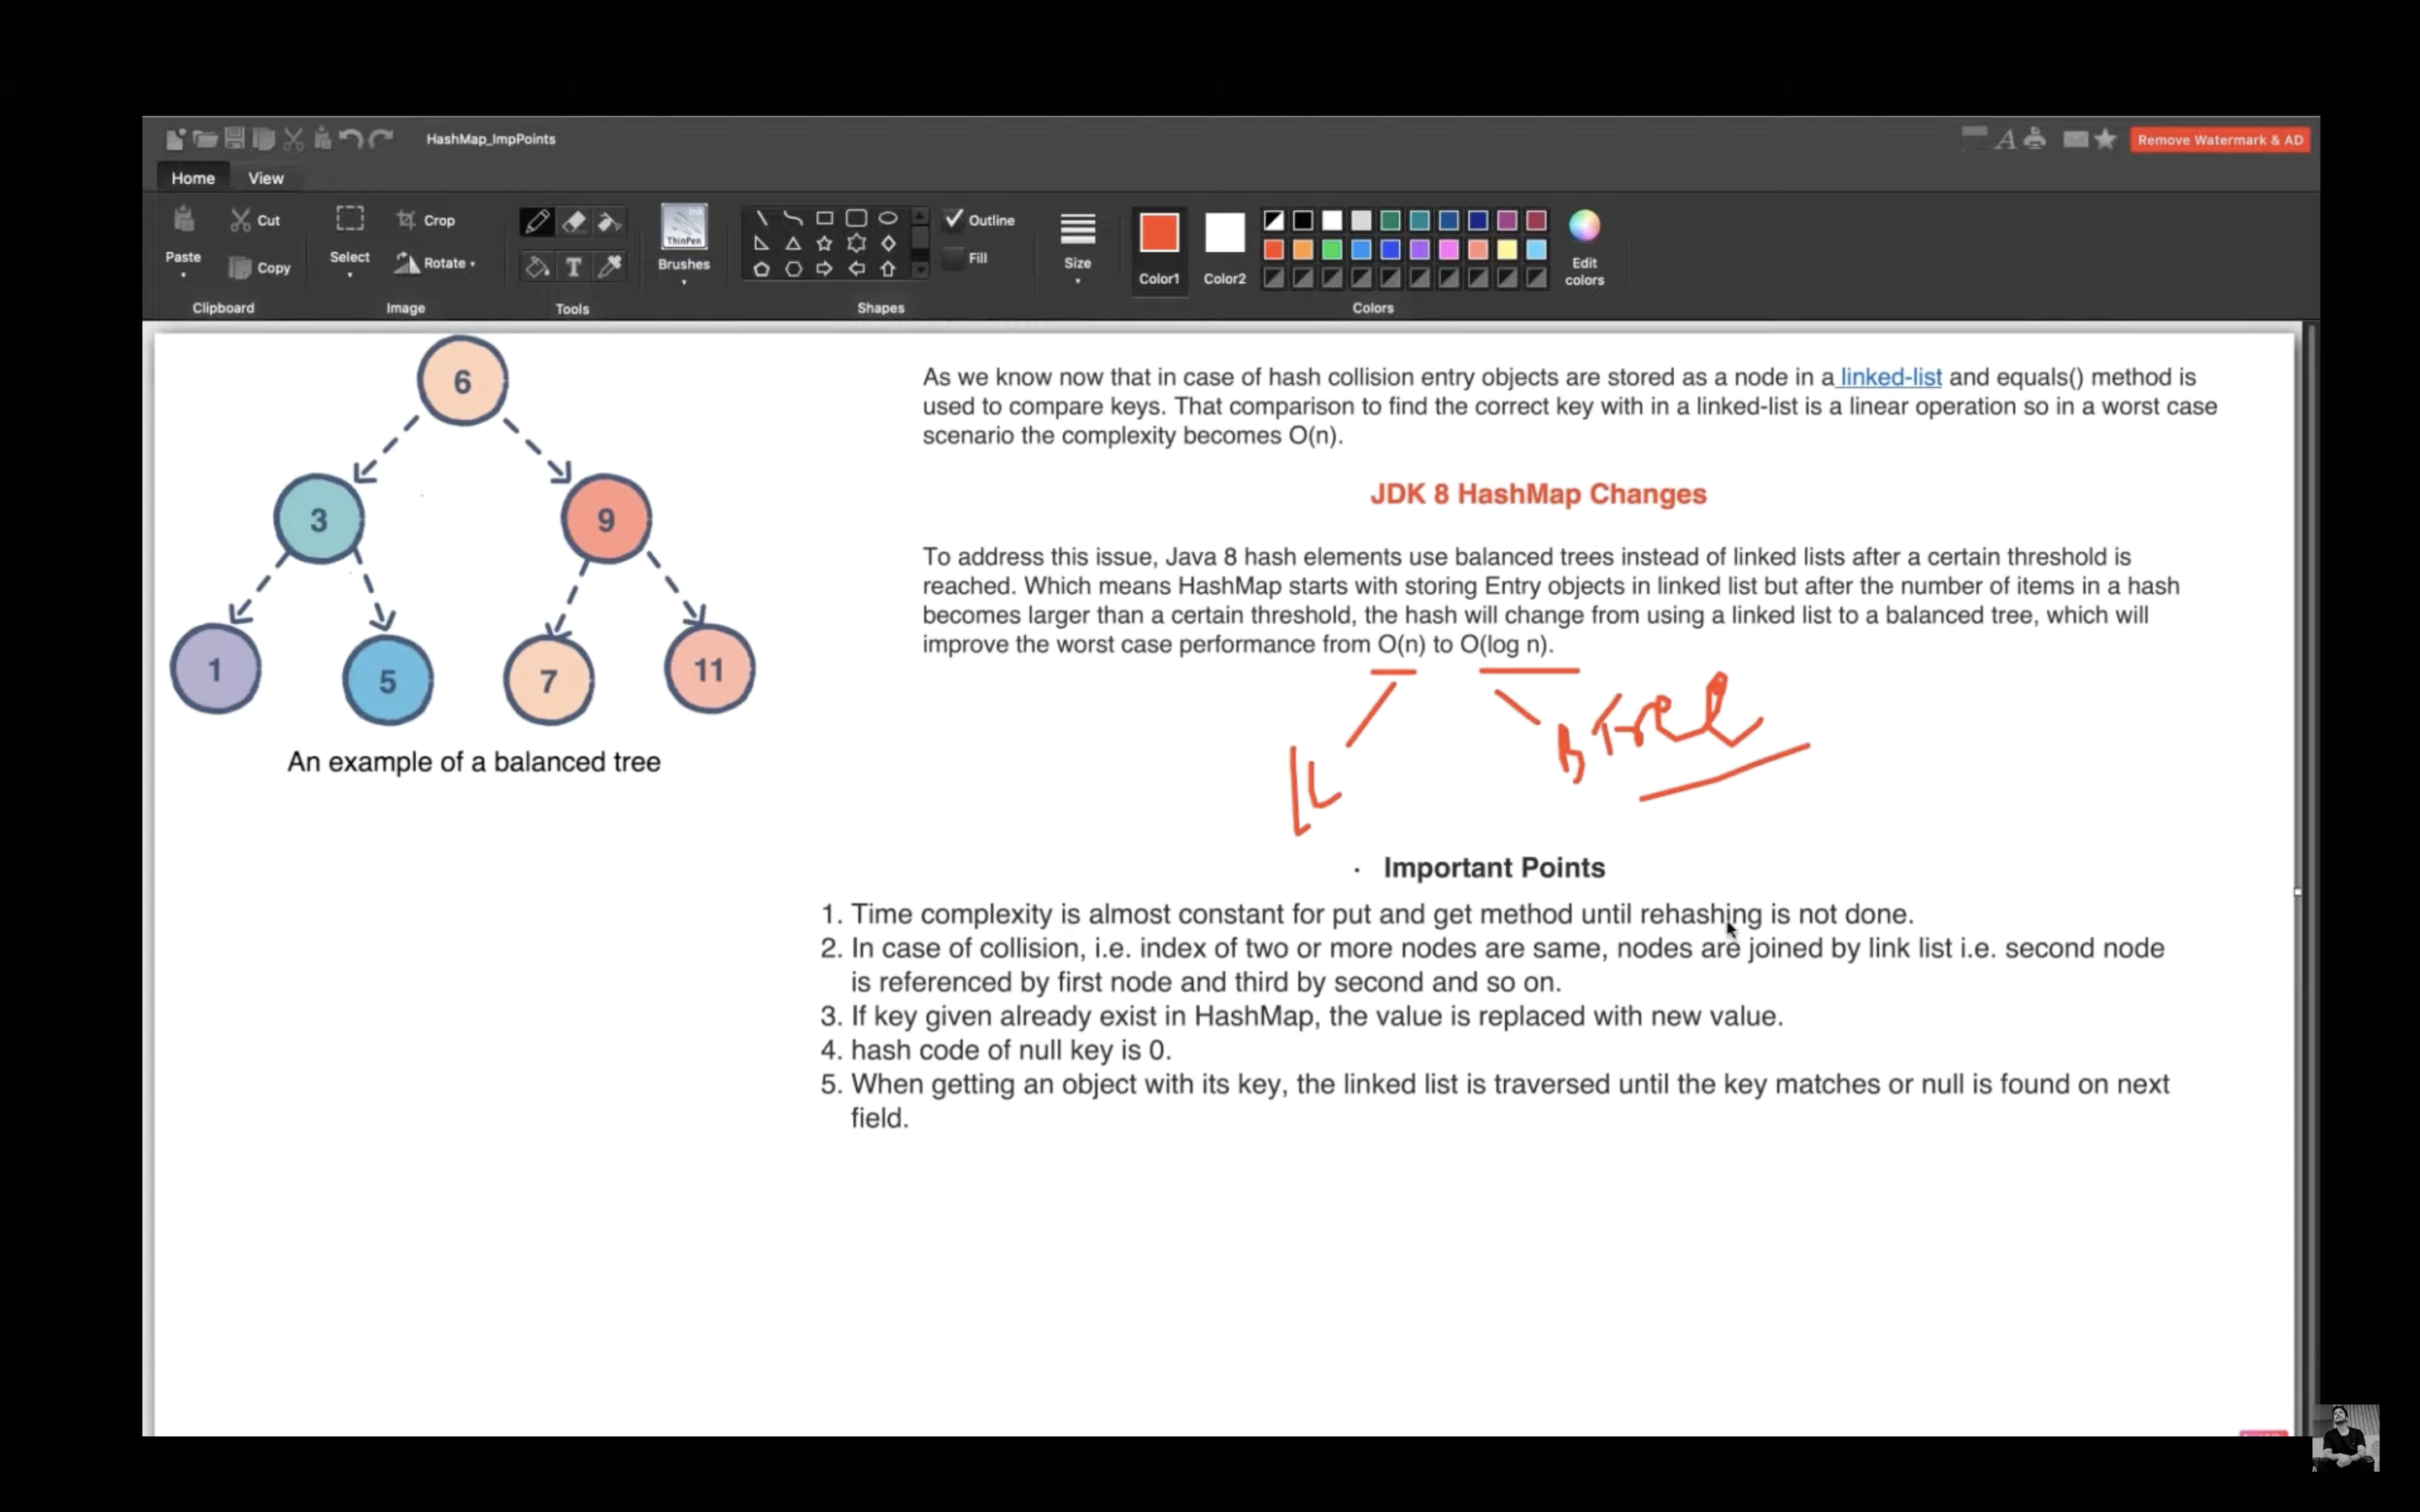 HashMap_ImpPoints
Remove Watermark & AD
Home View
Cut
Crop
Ink
ThinPen
Outline
Paste
Copy
Select
Rotate
Brushes
Fill
Size
Color1
Color2
Edit
colors
Clipboard
Image
Tools
Shapes
Colors
6
3
9
1
5
7
11
An example of a balanced tree
As we know now that in case of hash collision entry objects are stored as a node in a linked-list and equals() method is
used to compare keys. That comparison to find the correct key with in a linked-list is a linear operation so in a worst case
scenario the complexity becomes O(n).
JDK 8 HashMap Changes
To address this issue, Java 8 hash elements use balanced trees instead of linked lists after a certain threshold is
reached. Which means HashMap starts with storing Entry objects in linked list but after the number of items in a hash
becomes larger than a certain threshold, the hash will change from using a linked list to a balanced tree, which will
improve the worst case performance from O(n) to O(log n).
LL
BTree
· Important Points
1. Time complexity is almost constant for put and get method until rehashing is not done.
2. In case of collision, i.e. index of two or more nodes are same, nodes are joined by link list i.e. second node
is referenced by first node and third by second and so on.
3. If key given already exist in HashMap, the value is replaced with new value.
4. hash code of null key is 0.
5. When getting an object with its key, the linked list is traversed until the key matches or null is found on next
field.